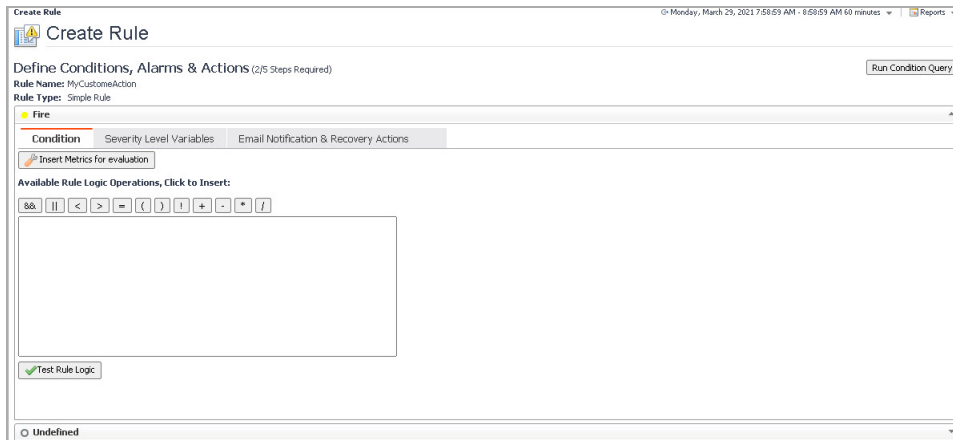 Create Rule
Monday, March 29, 2021 7:58:59 AM - 8:58:59 AM 60 minutes
Reports
Create Rule
Define Conditions, Alarms & Actions (2/5 Steps Required)
Run Condition Query
Rule Name: MyCustomeAction
Rule Type: Simple Rule
Fire
Condition Severity Level Variables Email Notification & Recovery Actions
Insert Metrics for evaluation
Available Rule Logic Operations, Click to Insert:
&& || < > = ( ) ! + - * /
Test Rule Logic
Undefined